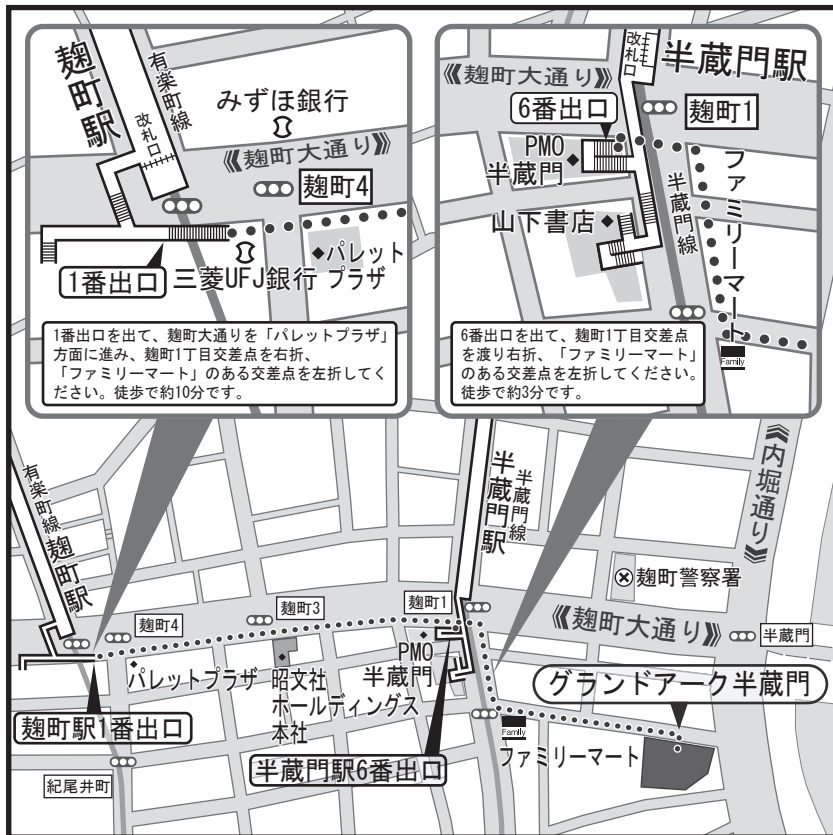 麹町駅
有楽町線
改札口
みずほ銀行
《麹町大通り》
麹町4
1番出口
三菱UFJ銀行
パレット
プラザ
1番出口を出て、麹町大通りを「パレットプラザ」
方面に進み、麹町1丁目交差点を右折、
「ファミリーマート」のある交差点を左折してく
ださい。徒歩で約10分です。
改札口
半蔵門駅
《麹町大通り》
6番出口
麹町1
PMO
半蔵門
山下書店
半蔵門線
ファミリーマート
Family
6番出口を出て、麹町1丁目交差点
を渡り右折、「ファミリーマート」
のある交差点を左折してください。
徒歩で約3分です。
有楽町線
麹町駅
半蔵門線
半蔵門駅
《内堀通り》
麹町警察署
麹町4
麹町3
麹町1
《麹町大通り》
半蔵門
パレットプラザ
昭文社
ホールディングス
本社
PMO
半蔵門
グランドアーク半蔵門
麹町駅1番出口
半蔵門駅6番出口
Family
ファミリーマート
紀尾井町